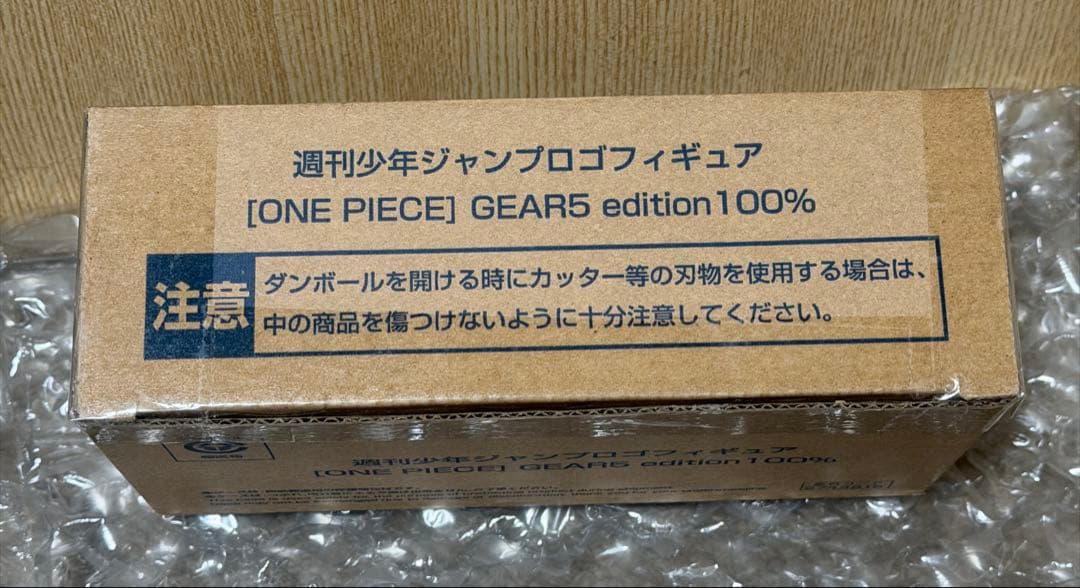 週刊少年ジャンプロゴフィギュア
[ONE PIECE] GEAR5 edition100%
注意
ダンボールを開ける時にカッター等の刃物を使用する場合は、
中の商品を傷つけないように十分注意してください。
週刊少年ジャンプロゴフィギュア
[ONE PIECE] GEAR5 edition100%